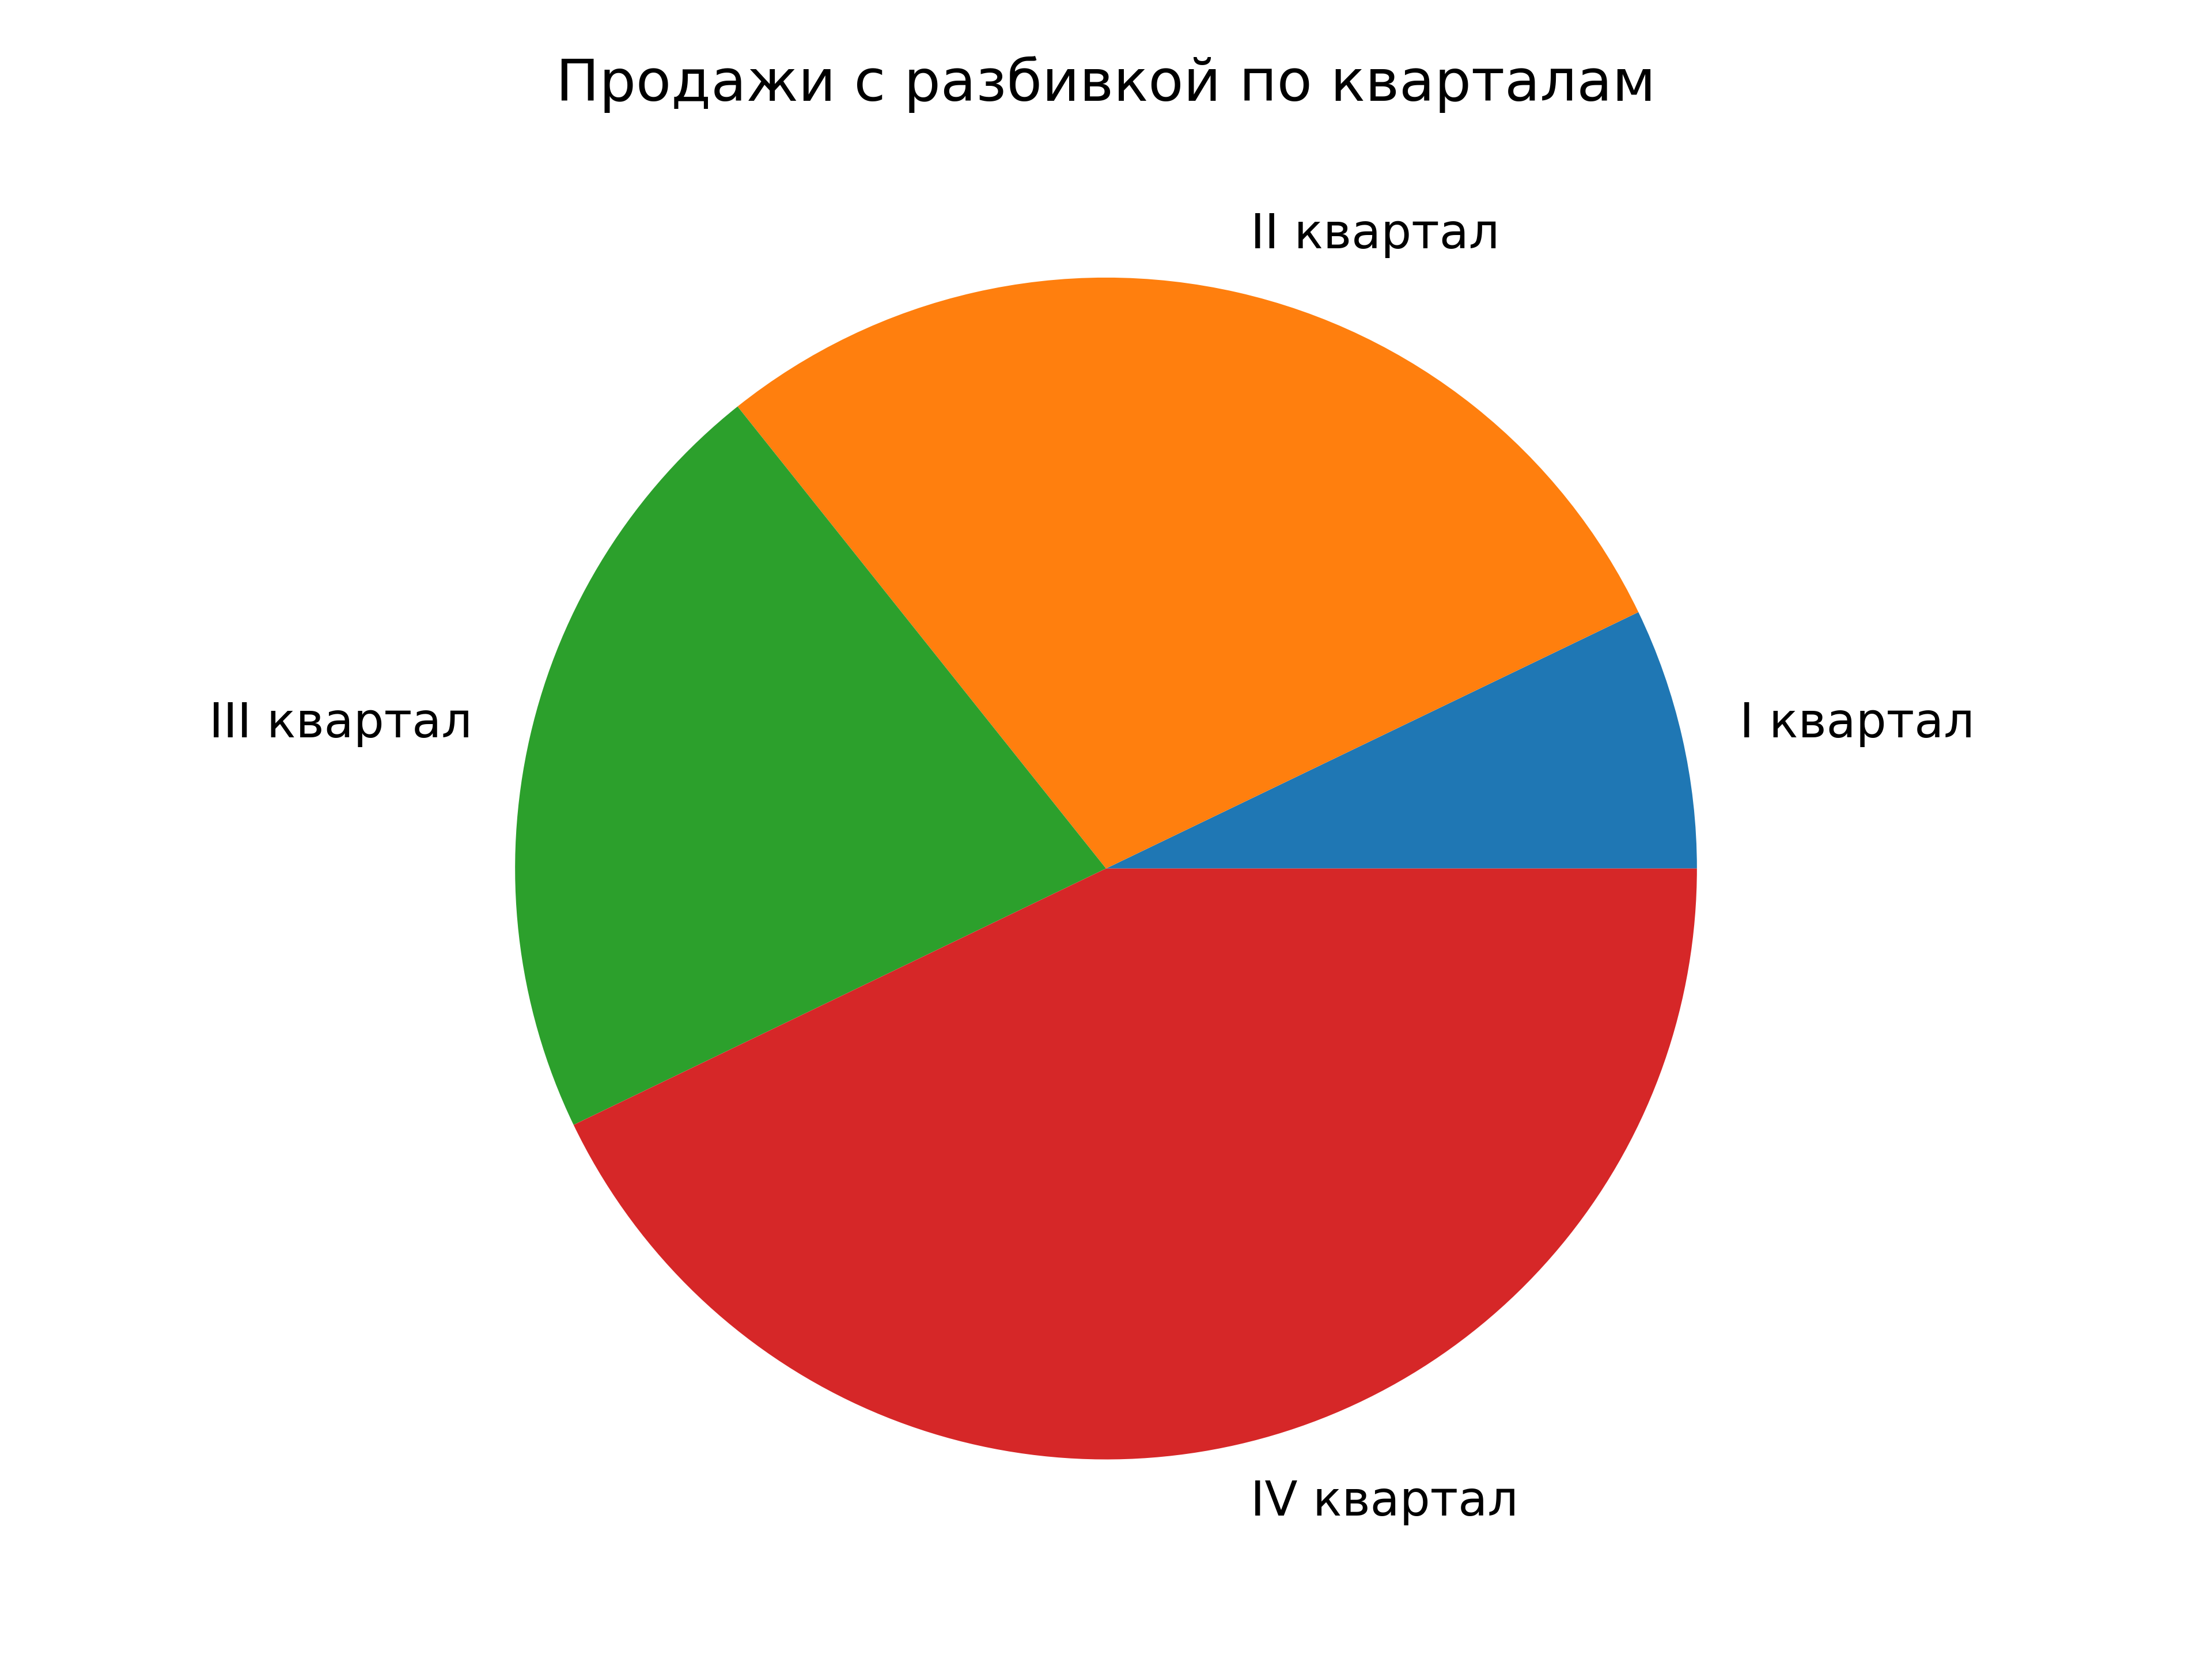 Продажи с разбивкой по кварталам
II квартал
III квартал
I квартал
IV квартал